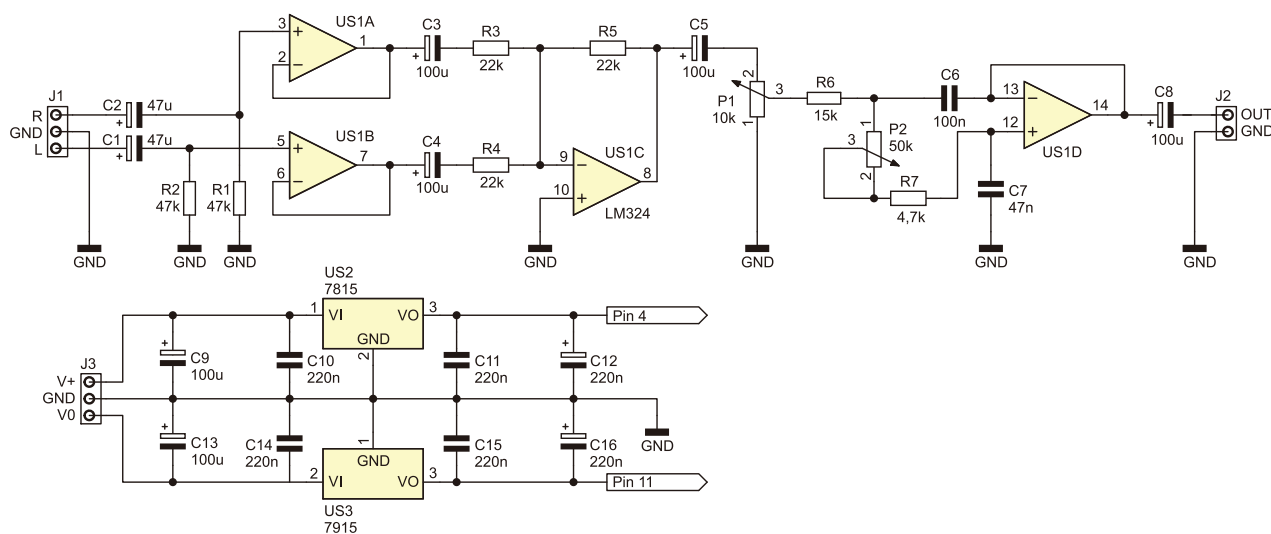 J1
R
GND
L
C2
47u
C1
47u
+
+
R2
47k
R1
47k
GND
GND
GND
US1A
3
+
1
2
−
US1B
5
+
7
6
−
C3
+
100u
R3
22k
C4
+
100u
R4
22k
R5
22k
US1C
9
−
8
10
+
LM324
GND
C5
+
100u
2
P1
10k
3
1
GND
R6
15k
1
P2
50k
3
2
R7
4,7k
C6
100n
13
−
14
12
+
US1D
C7
47n
GND
C8
+
100u
J2
OUT
GND
GND
J3
V+
GND
V0
+
C9
100u
C10
220n
US2
7815
1
VI
VO
3
GND
2
C11
220n
+
C12
220n
Pin 4
+
C13
100u
C14
220n
1
GND
2
VI
VO
3
US3
7915
C15
220n
+
C16
220n
GND
Pin 11